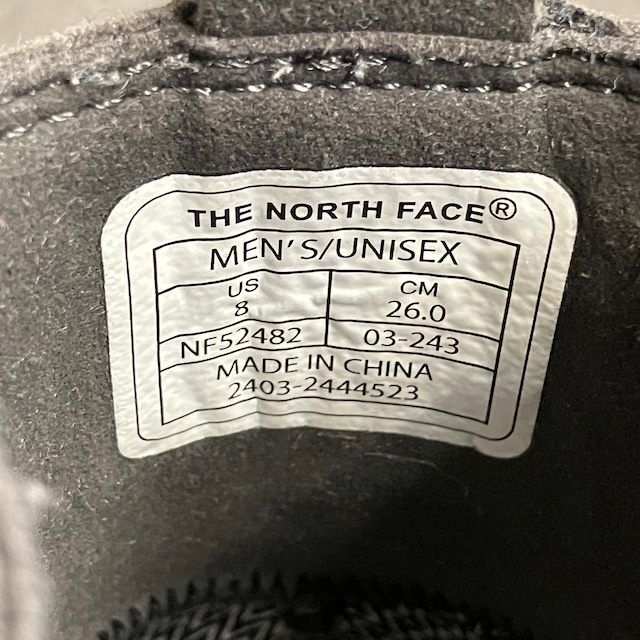 THE NORTH FACE®
MEN'S/UNISEX
US CM
8 26.0
NF52482 03-243
MADE IN CHINA
2403-2444523